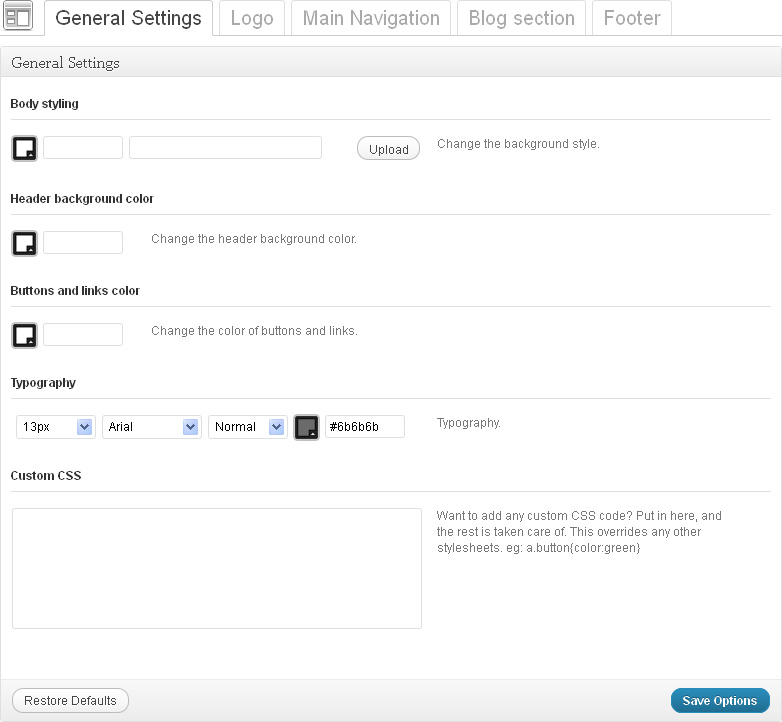 General Settings Logo Main Navigation Blog section Footer
General Settings
Body styling
Upload Change the background style.
Header background color
Change the header background color.
Buttons and links color
Change the color of buttons and links.
Typography
13px Arial Normal #6b6b6b Typography.
Custom CSS
Want to add any custom CSS code? Put in here, and
the rest is taken care of. This overrides any other
stylesheets. eg: a.button{color:green}
Restore Defaults Save Options